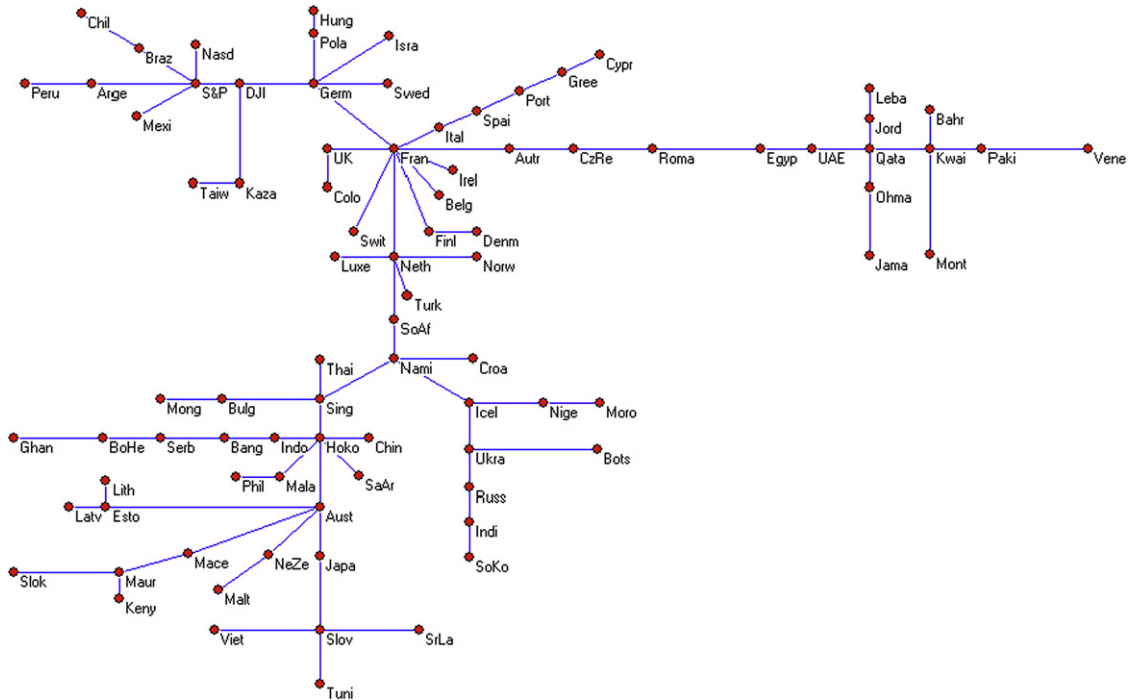 Hung
Chil
Pola
Isra
Braz
Nasd
Cypr
Gree
Peru
Arge
S&P
DJI
Germ
Swed
Port
Leba
Mexi
Spai
Bahr
Ital
Jord
UK
Fran
Autr
CzRe
Roma
Egyp
UAE
Qata
Kwai
Paki
Vene
Irel
Taiw
Kaza
Colo
Belg
Ohma
Swit
Finl
Denm
Luxe
Neth
Norw
Jama
Mont
Turk
SoAf
Thai
Nami
Croa
Mong
Bulg
Sing
Icel
Nige
Moro
Ghan
BoHe
Serb
Bang
Indo
Hoko
Chin
Ukra
Bots
Phil
Mala
SaAr
Lith
Russ
Latv
Esto
Aust
Indi
Mace
NeZe
Japa
SoKo
Slok
Maur
Malt
Keny
Viet
Slov
SrLa
Tuni